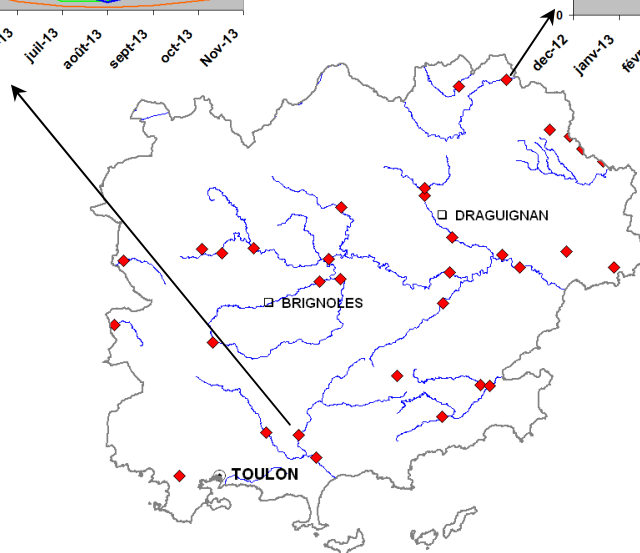 0
juil-13
août-13
sept-13
oct-13
Nov-13
dec-12
janv-13
DRAGUIGNAN
BRIGNOLES
TOULON